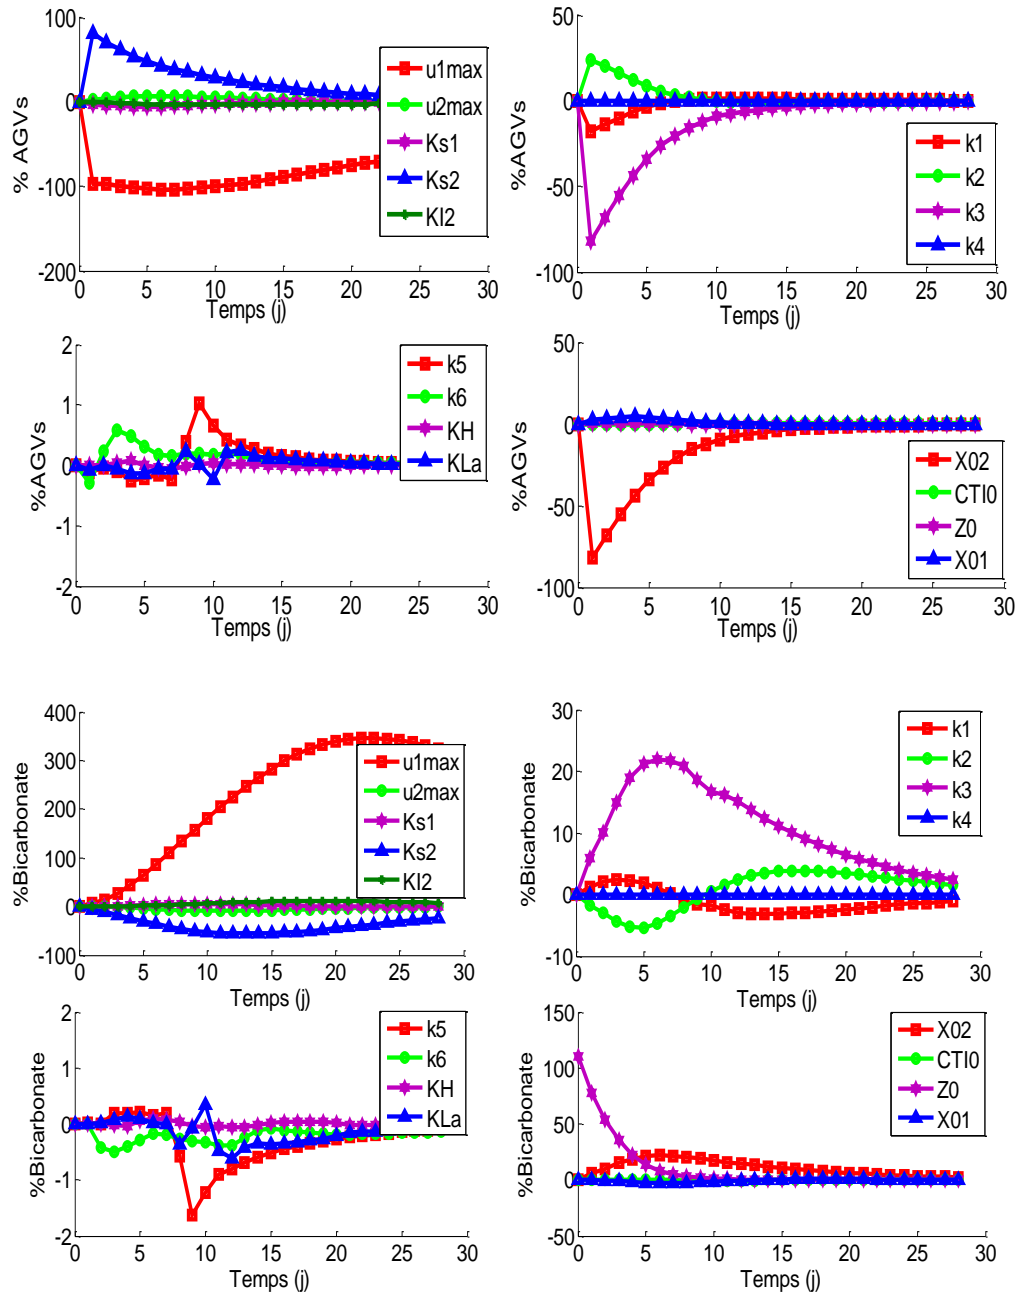 % AGVs
100
0
-100
-200
0 5 10 15 20 25 30
Temps (j)
u1max
u2max
Ks1
Ks2
KI2
%AGVs
50
0
-50
-100
0 5 10 15 20 25 30
Temps (j)
k1
k2
k3
k4
%AGVs
2
1
0
-1
-2
0 5 10 15 20 25 30
Temps (j)
k5
k6
KH
KLa
%AGVs
50
0
-50
-100
0 5 10 15 20 25 30
Temps (j)
X02
CTI0
Z0
X01
%Bicarbonate
400
300
200
100
0
-100
0 5 10 15 20 25 30
Temps (j)
u1max
u2max
Ks1
Ks2
KI2
%Bicarbonate
30
20
10
0
-10
0 5 10 15 20 25 30
Temps (j)
k1
k2
k3
k4
%Bicarbonate
2
1
0
-1
-2
0 5 10 15 20 25 30
Temps (j)
k5
k6
KH
KLa
%Bicarbonate
150
100
50
0
-50
0 5 10 15 20 25 30
Temps (j)
X02
CTI0
Z0
X01